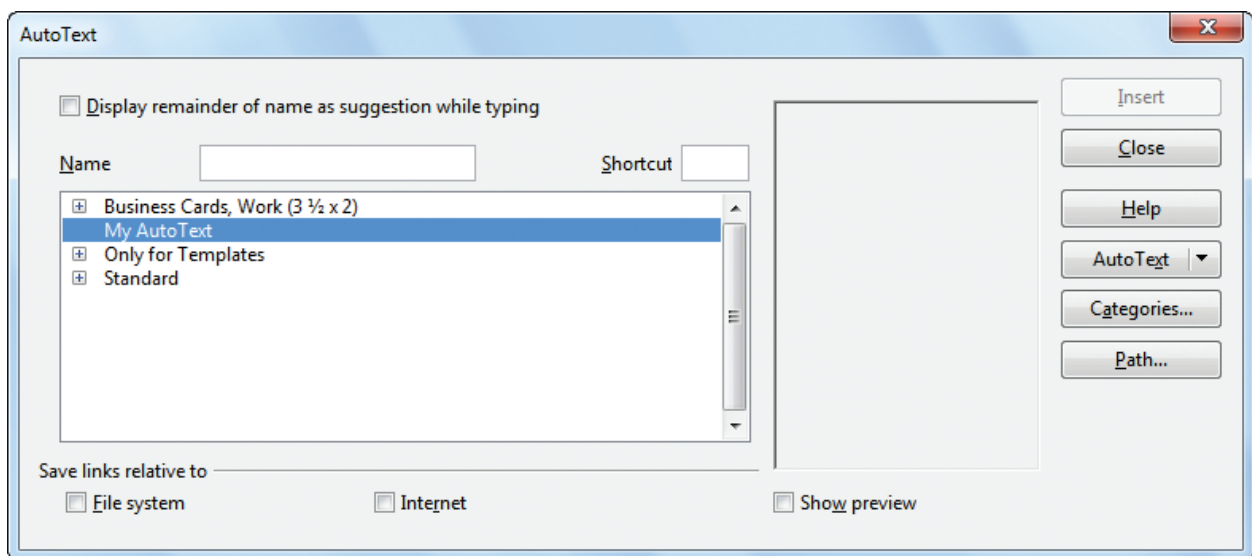 AutoText
Display remainder of name as suggestion while typing
Name
Shortcut
Business Cards, Work (3 ½ x 2)
My AutoText
Only for Templates
Standard
Save links relative to
File system
Internet
Show preview
Insert
Close
Help
AutoText
Categories...
Path...